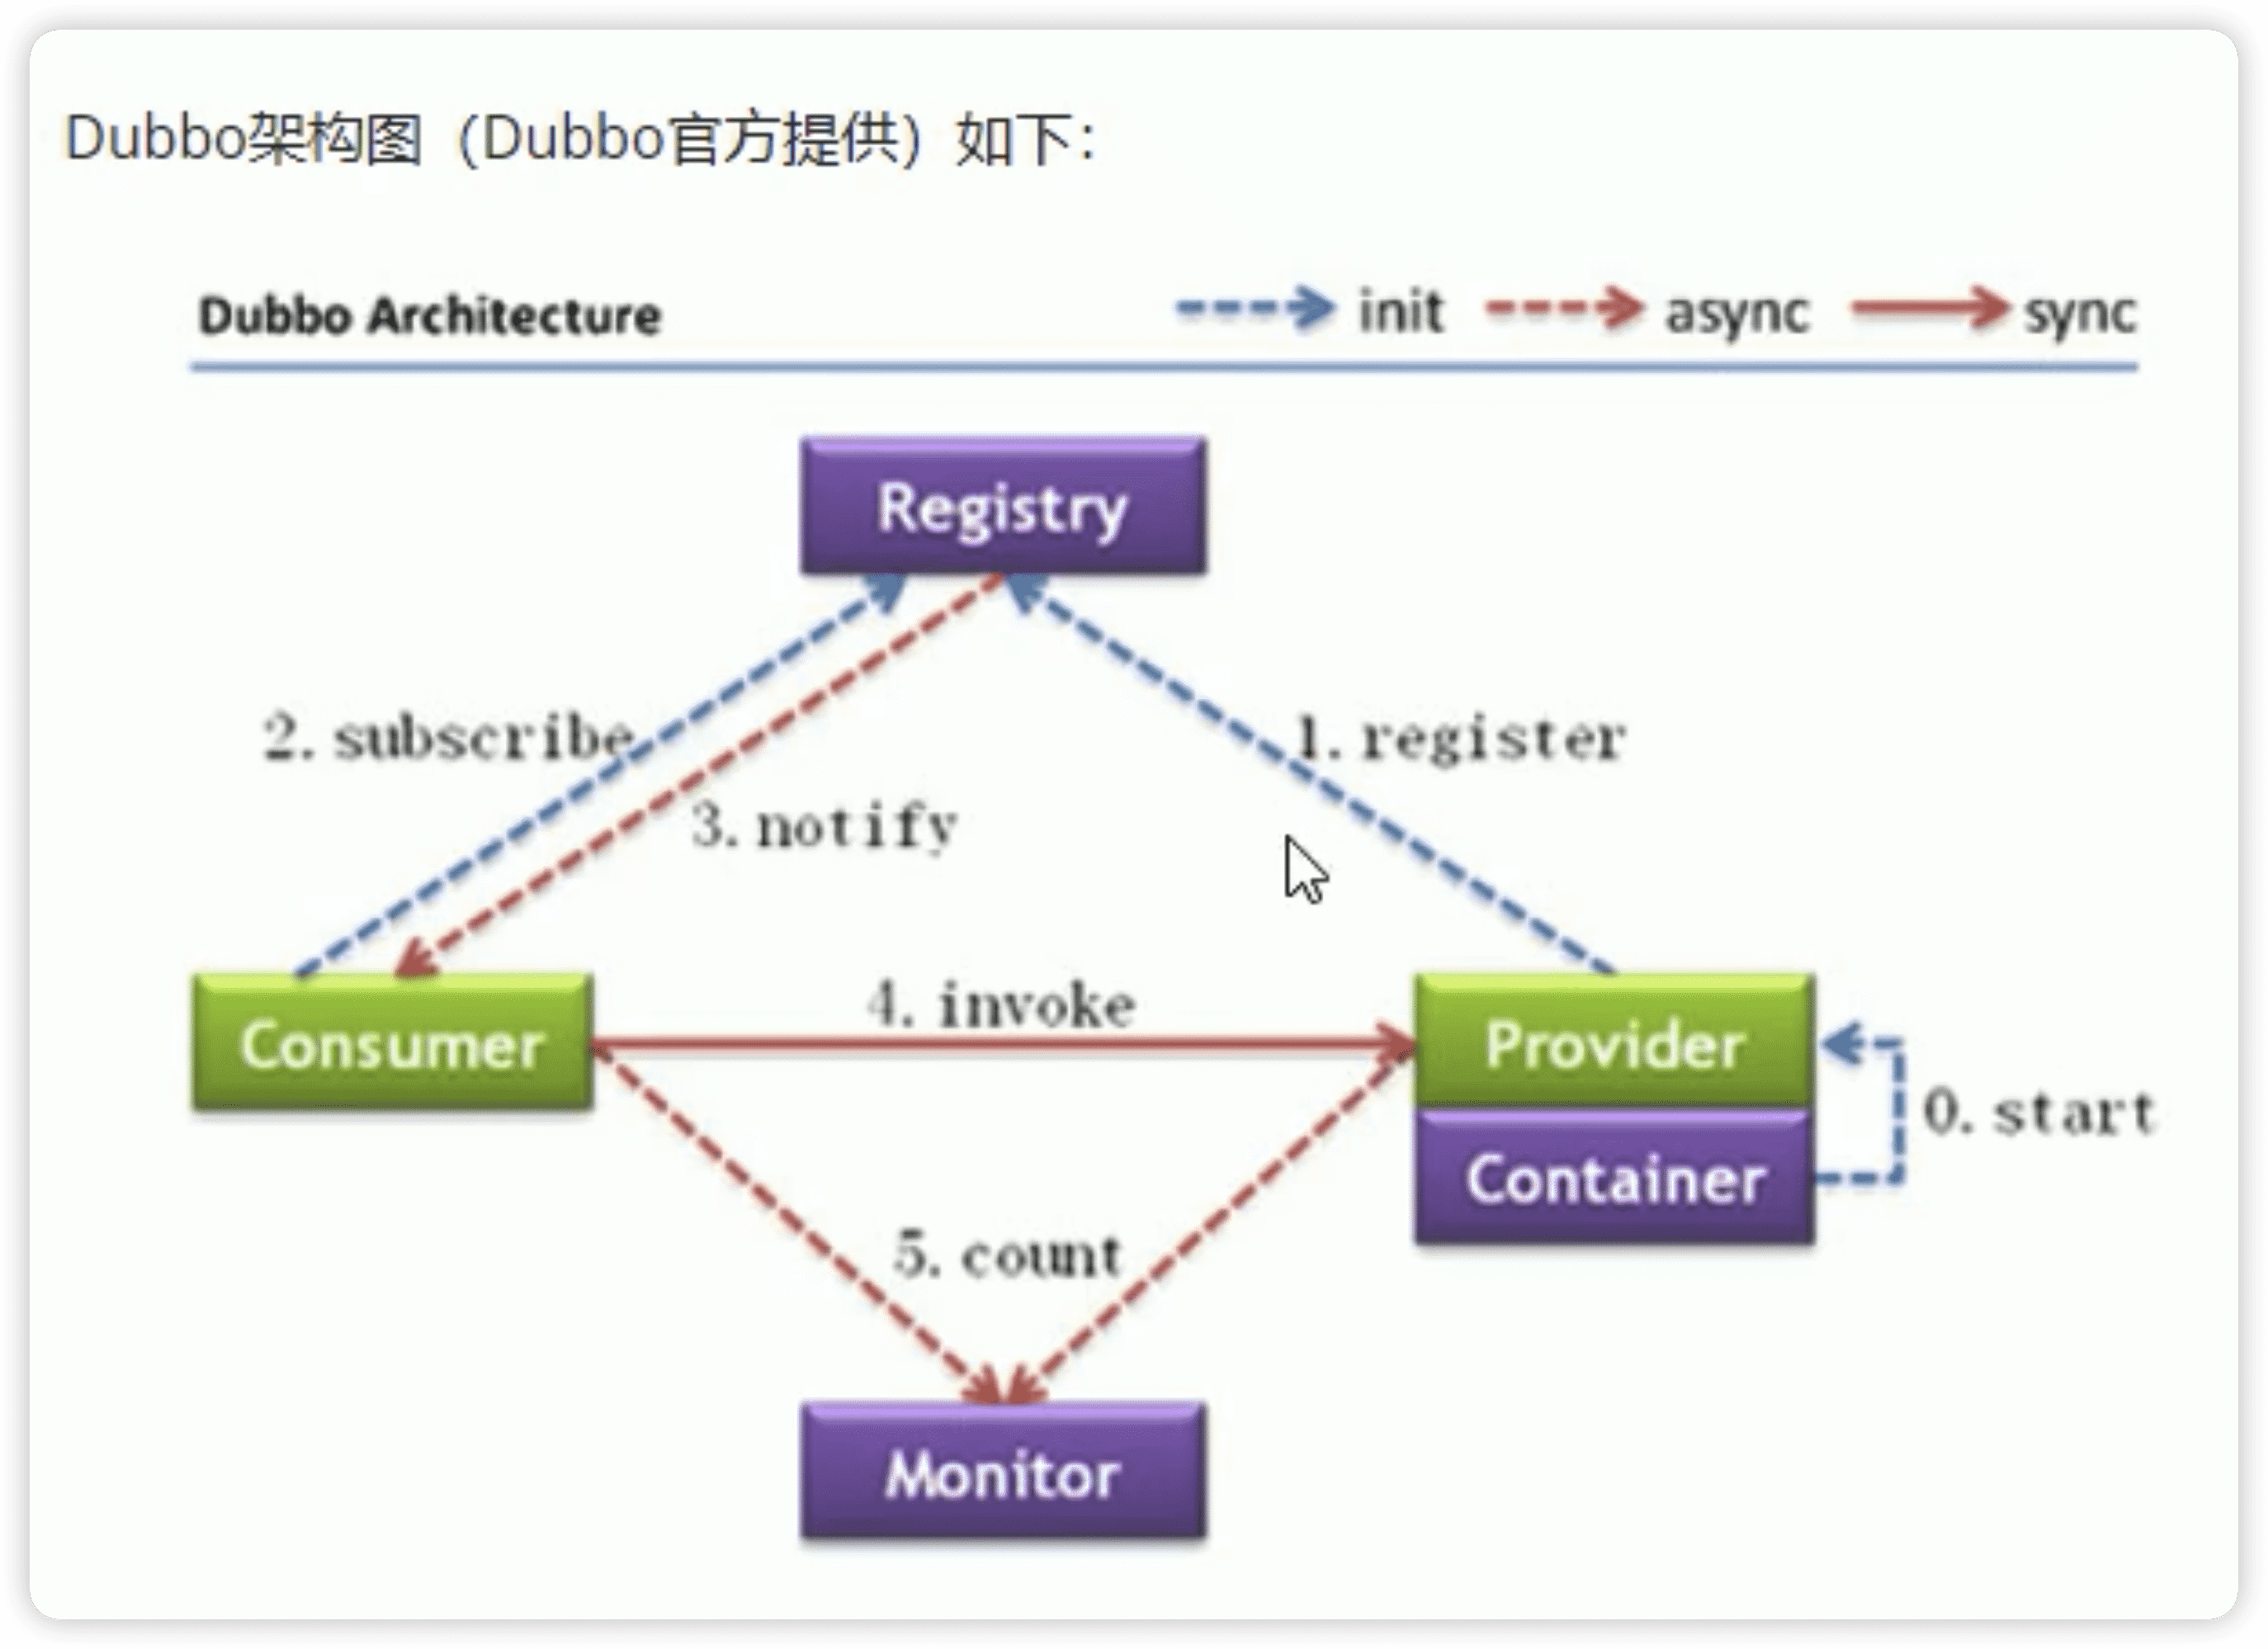 Dubbo架构图（Dubbo官方提供）如下：
Dubbo Architecture
init
async
sync
Registry
2. subscribe
1. register
3. notify
4. invoke
Consumer
Provider
0. start
Container
5. count
Monitor